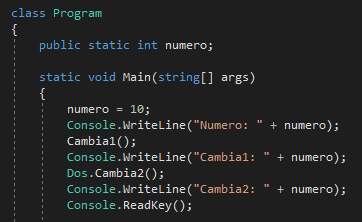 class Program
{
public static int numero;
static void Main(string[] args)
{
numero = 10;
Console.WriteLine("Numero: " + numero);
Cambia1();
Console.WriteLine("Cambia1: " + numero);
Dos.Cambia2();
Console.WriteLine("Cambia2: " + numero);
Console.ReadKey();